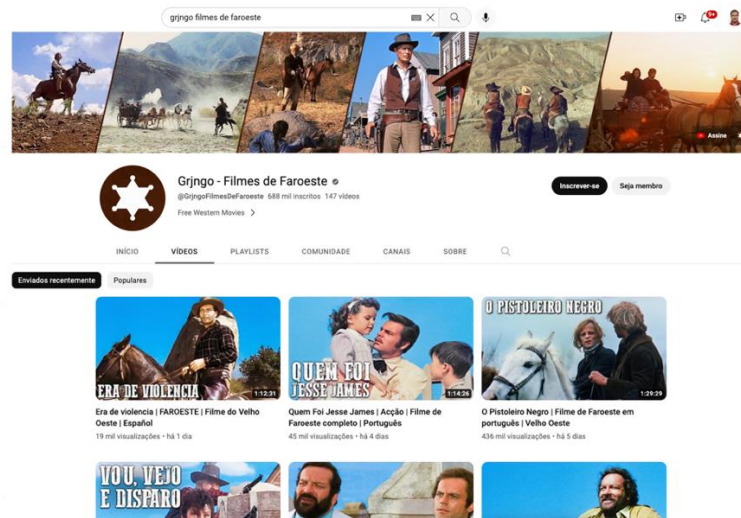 grjngo filmes de faroeste
9+
Assine
Grjngo - Filmes de Faroeste
@GrjngoFilmesDeFaroeste 688 mil inscritos 147 vídeos
Free Western Movies >
Inscrever-se
Seja membro
INÍCIO VÍDEOS PLAYLISTS COMUNIDADE CANAIS SOBRE
Enviados recentemente Populares
ERA DE VIOLENCIA
1:12:31
QUEM FOI
JESSE JAMES
1:14:26
O PISTOLEIRO NEGRO
1:29:29
Era de violencia | FAROESTE | Filme do Velho
Oeste | Español
19 mil visualizações • há 1 dia
Quem Foi Jesse James | Acção | Filme de
Faroeste completo | Português
45 mil visualizações • há 4 dias
O Pistoleiro Negro | Filme de Faroeste em
português | Velho Oeste
436 mil visualizações • há 5 dias
VOU, VEJO
E DISPARO